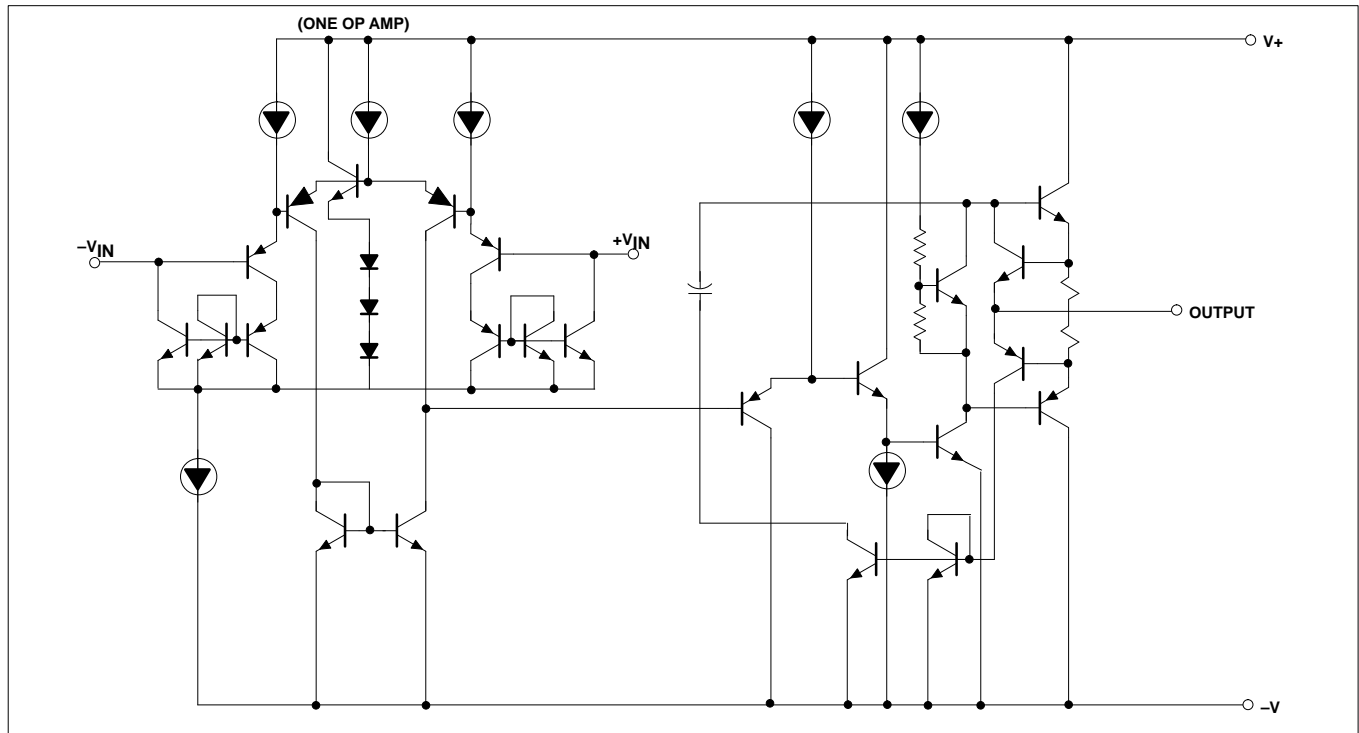 (ONE OP AMP)
V+
–VIN
+VIN
OUTPUT
–V